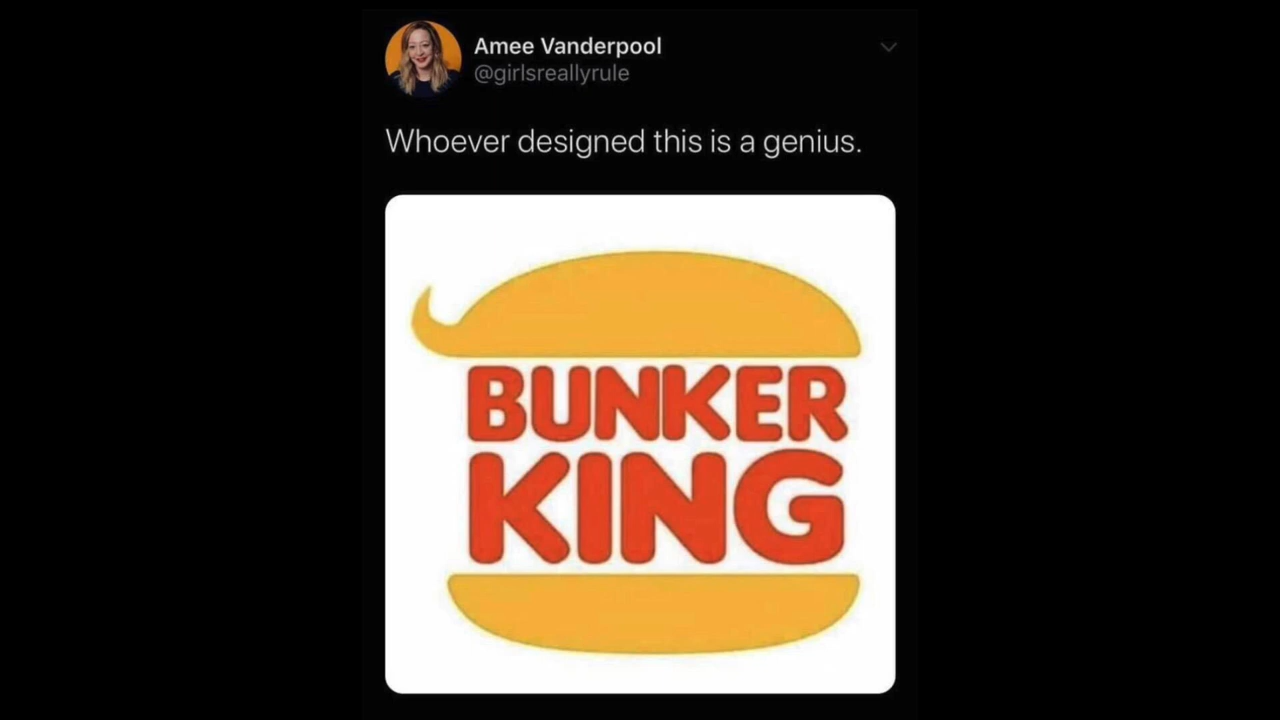 Amee Vanderpool
@girlsreallyrule
Whoever designed this is a genius.
BUNKER
KING